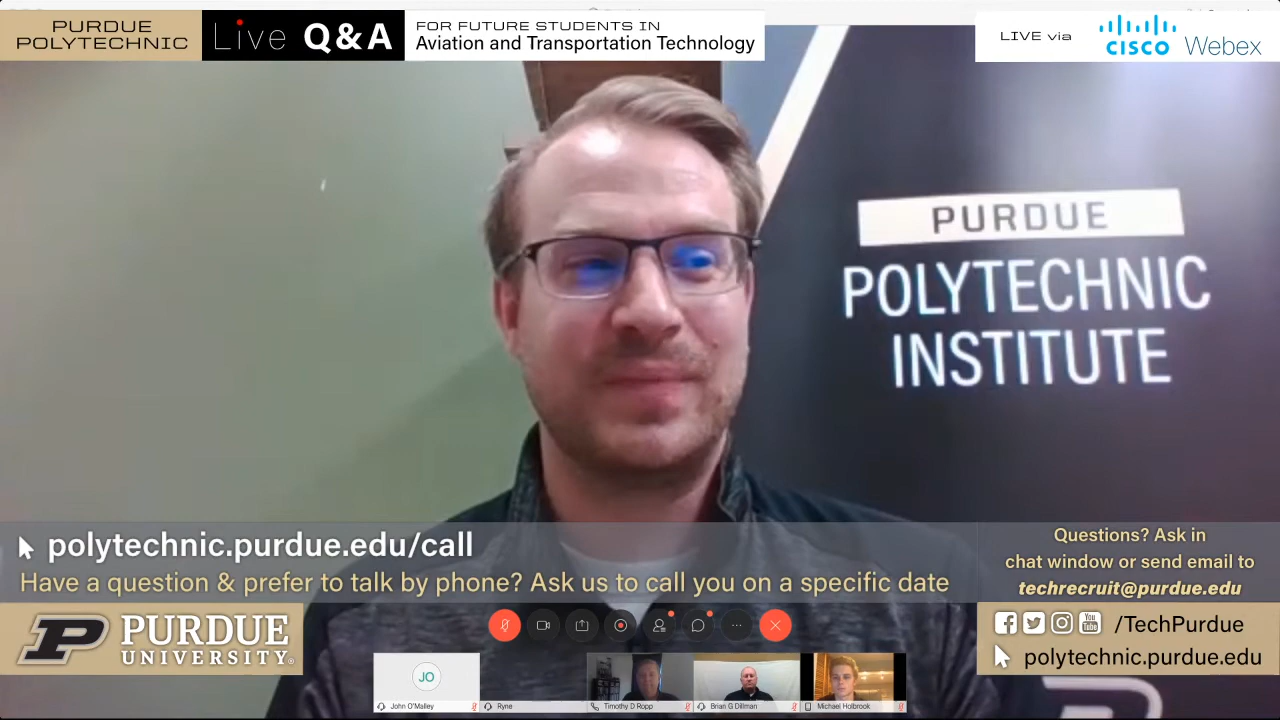 PURDUE
POLYTECHNIC
Live Q&A
FOR FUTURE STUDENTS IN
Aviation and Transportation Technology
LIVE via
CISCO Webex
PURDUE
POLYTECHNIC
INSTITUTE
polytechnic.purdue.edu/call
Have a question & prefer to talk by phone? Ask us to call you on a specific date
Questions? Ask in
chat window or send email to
techrecruit@purdue.edu
P PURDUE
UNIVERSITY®
You
Tube
/TechPurdue
polytechnic.purdue.edu
JO
John O'Malley
Ryne
Timothy D Ropp
Brian G Dillman
Michael Holbrook